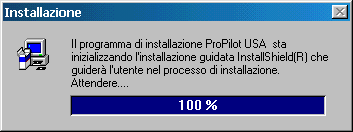 Installazione
Il programma di installazione ProPilot USA sta
inizializzando l'installazione guidata InstallShield(R) che
guiderà l'utente nel processo di installazione.
Attendere....
100 %